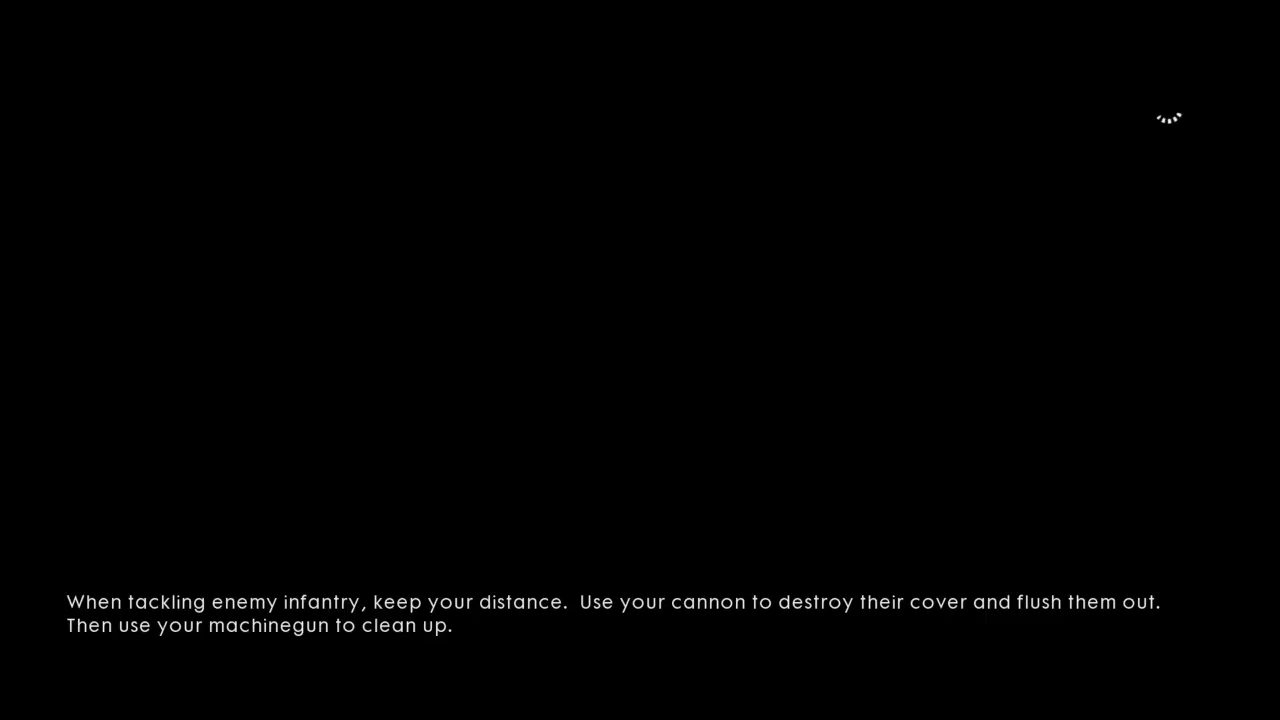 When tackling enemy infantry, keep your distance.  Use your cannon to destroy their cover and flush them out.
Then use your machinegun to clean up.